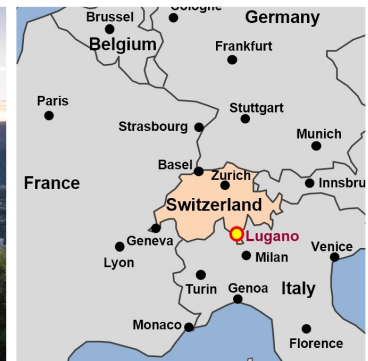 Brussel
Cologne
Germany
Belgium
Frankfurt
Paris
Stuttgart
Strasbourg
Munich
Basel
Zurich
Innsbru
France
Switzerland
Geneva
Lugano
Venice
Lyon
Milan
Turin
Genoa
Italy
Monaco
Florence